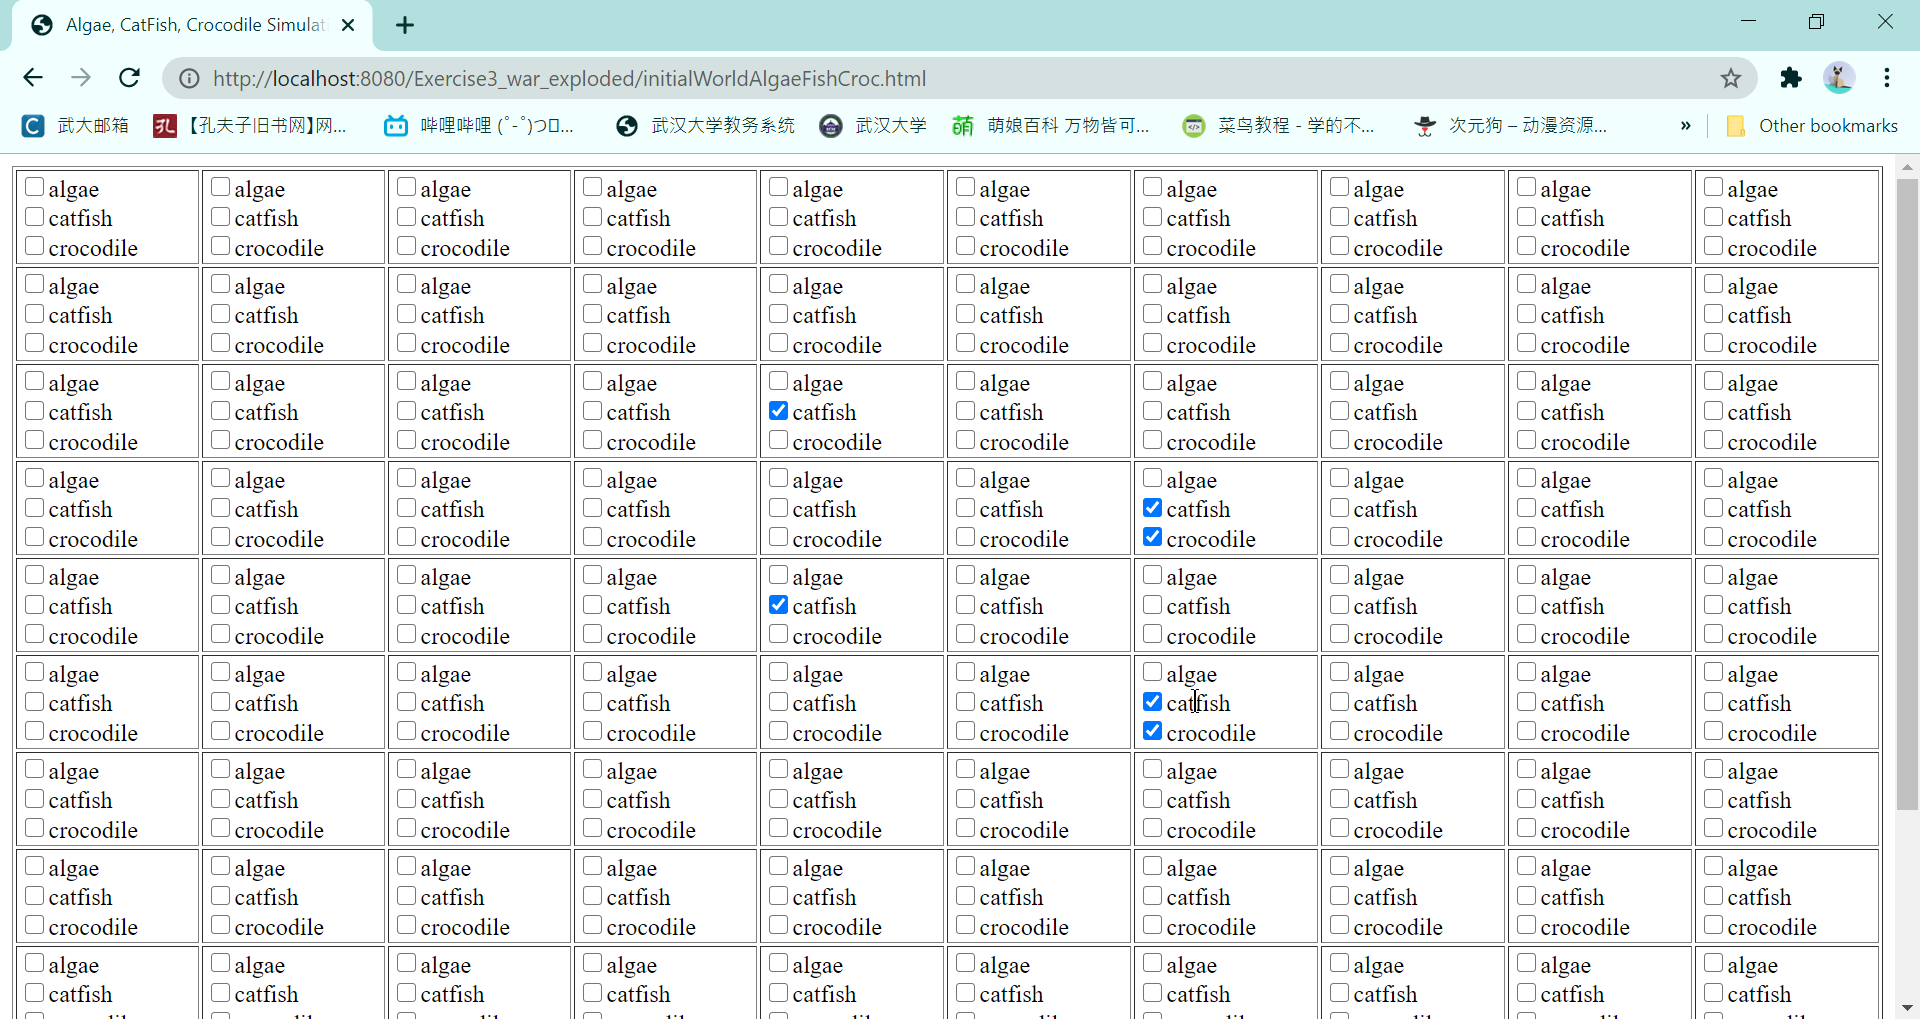 Algae, CatFish, Crocodile Simulat
http://localhost:8080/Exercise3_war_exploded/initialWorldAlgaeFishCroc.html
武大邮箱 【孔夫子旧书网】网... 哔哩哔哩 (゜-゜)つロ... 武汉大学教务系统 武汉大学 萌娘百科 万物皆可... 菜鸟教程 - 学的不... 次元狗 – 动漫资源... » Other bookmarks
algae algae algae algae algae algae algae algae algae algae
catfish catfish catfish catfish catfish catfish catfish catfish catfish catfish
crocodile crocodile crocodile crocodile crocodile crocodile crocodile crocodile crocodile crocodile
algae algae algae algae algae algae algae algae algae algae
catfish catfish catfish catfish catfish catfish catfish catfish catfish catfish
crocodile crocodile crocodile crocodile crocodile crocodile crocodile crocodile crocodile crocodile
algae algae algae algae algae algae algae algae algae algae
catfish catfish catfish catfish catfish catfish catfish catfish catfish catfish
crocodile crocodile crocodile crocodile crocodile crocodile crocodile crocodile crocodile crocodile
algae algae algae algae algae algae algae algae algae algae
catfish catfish catfish catfish catfish catfish catfish catfish catfish catfish
crocodile crocodile crocodile crocodile crocodile crocodile crocodile crocodile crocodile crocodile
algae algae algae algae algae algae algae algae algae algae
catfish catfish catfish catfish catfish catfish catfish catfish catfish catfish
crocodile crocodile crocodile crocodile crocodile crocodile crocodile crocodile crocodile crocodile
algae algae algae algae algae algae algae algae algae algae
catfish catfish catfish catfish catfish catfish catfish catfish catfish catfish
crocodile crocodile crocodile crocodile crocodile crocodile crocodile crocodile crocodile crocodile
algae algae algae algae algae algae algae algae algae algae
catfish catfish catfish catfish catfish catfish catfish catfish catfish catfish
crocodile crocodile crocodile crocodile crocodile crocodile crocodile crocodile crocodile crocodile
algae algae algae algae algae algae algae algae algae algae
catfish catfish catfish catfish catfish catfish catfish catfish catfish catfish
crocodile crocodile crocodile crocodile crocodile crocodile crocodile crocodile crocodile crocodile
algae algae algae algae algae algae algae algae algae algae
catfish catfish catfish catfish catfish catfish catfish catfish catfish catfish